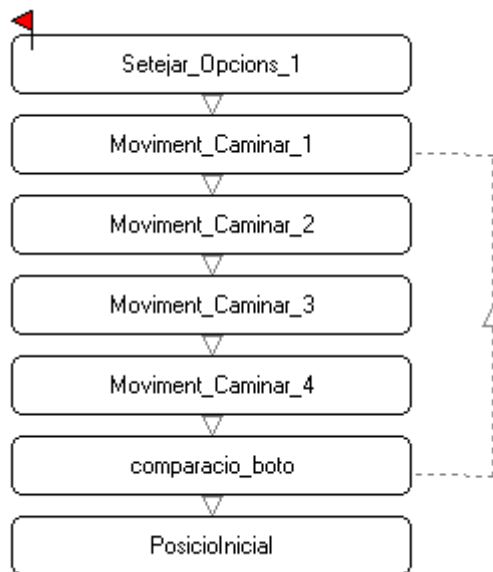 Setejar_Opcions_1
Moviment_Caminar_1
Moviment_Caminar_2
Moviment_Caminar_3
Moviment_Caminar_4
comparacio_boto
PosicioInicial